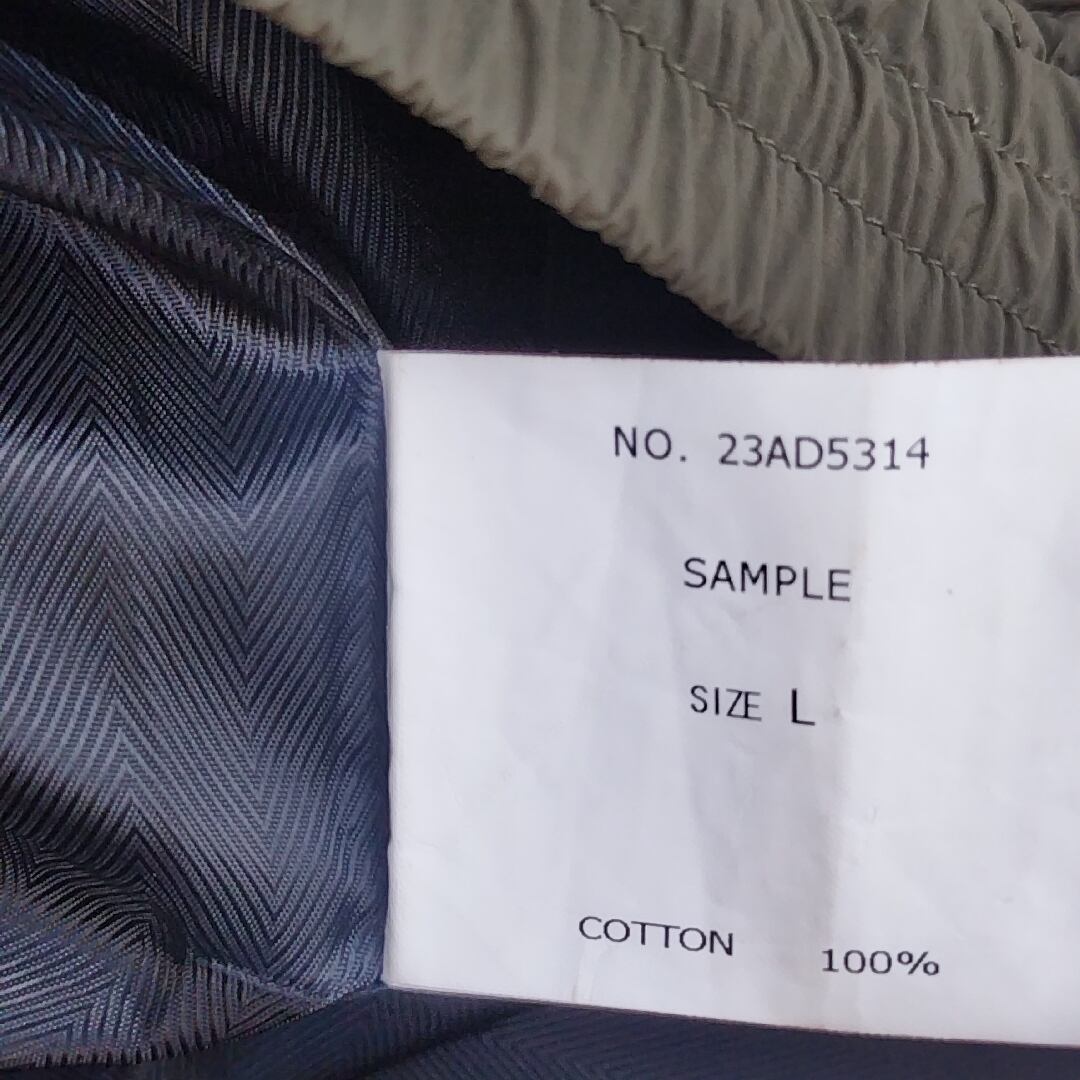 NO. 23AD5314
SAMPLE
SIZE L
COTTON 100%